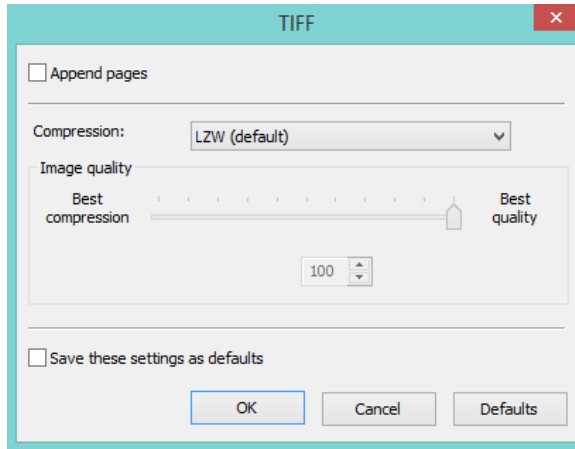 TIFF
Append pages
Compression:
LZW (default)
Image quality
Best
compression
Best
quality
100
Save these settings as defaults
OK
Cancel
Defaults